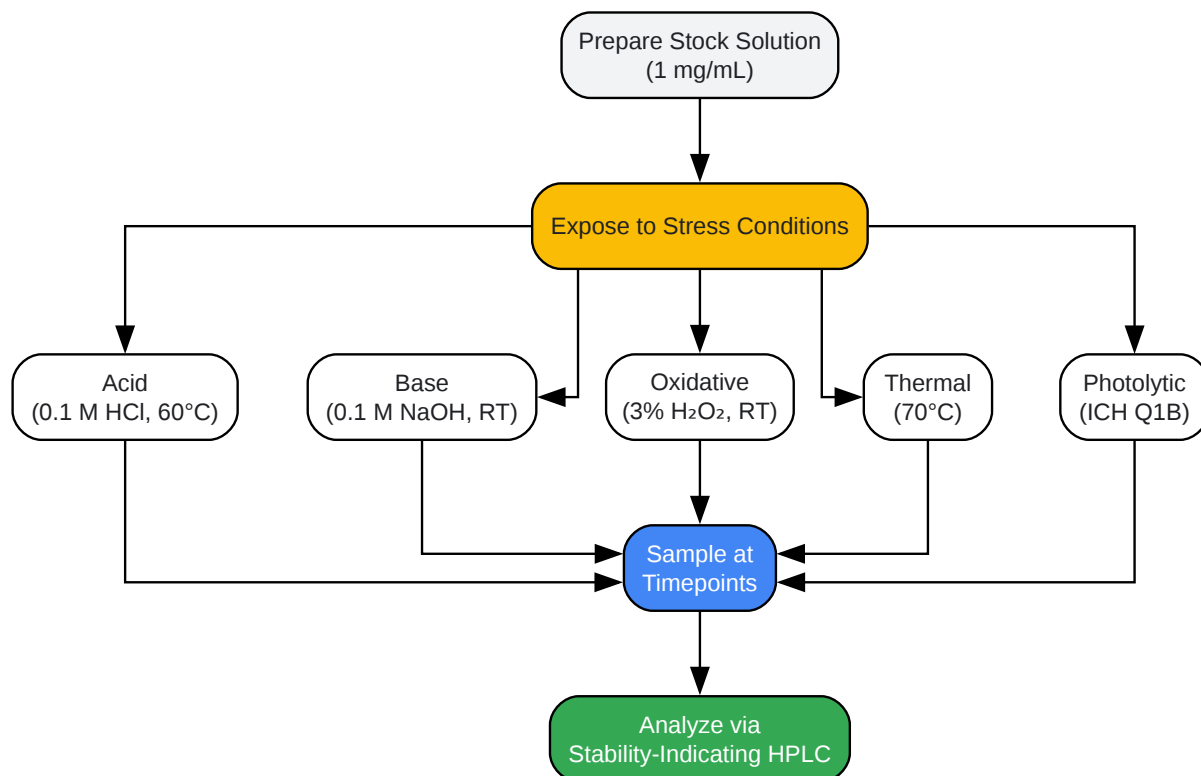 Prepare Stock Solution
(1 mg/mL)
Expose to Stress Conditions
Acid
(0.1 M HCl, 60°C)
Base
(0.1 M NaOH, RT)
Oxidative
(3% H₂O₂, RT)
Thermal
(70°C)
Photolytic
(ICH Q1B)
Sample at
Timepoints
Analyze via
Stability-Indicating HPLC